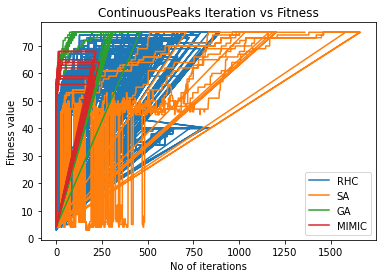 ContinuousPeaks Iteration vs Fitness
Fitness value
70
60
50
40
30
20
10
0
0
250
500
750
1000
1250
1500
No of iterations
RHC
SA
GA
MIMIC